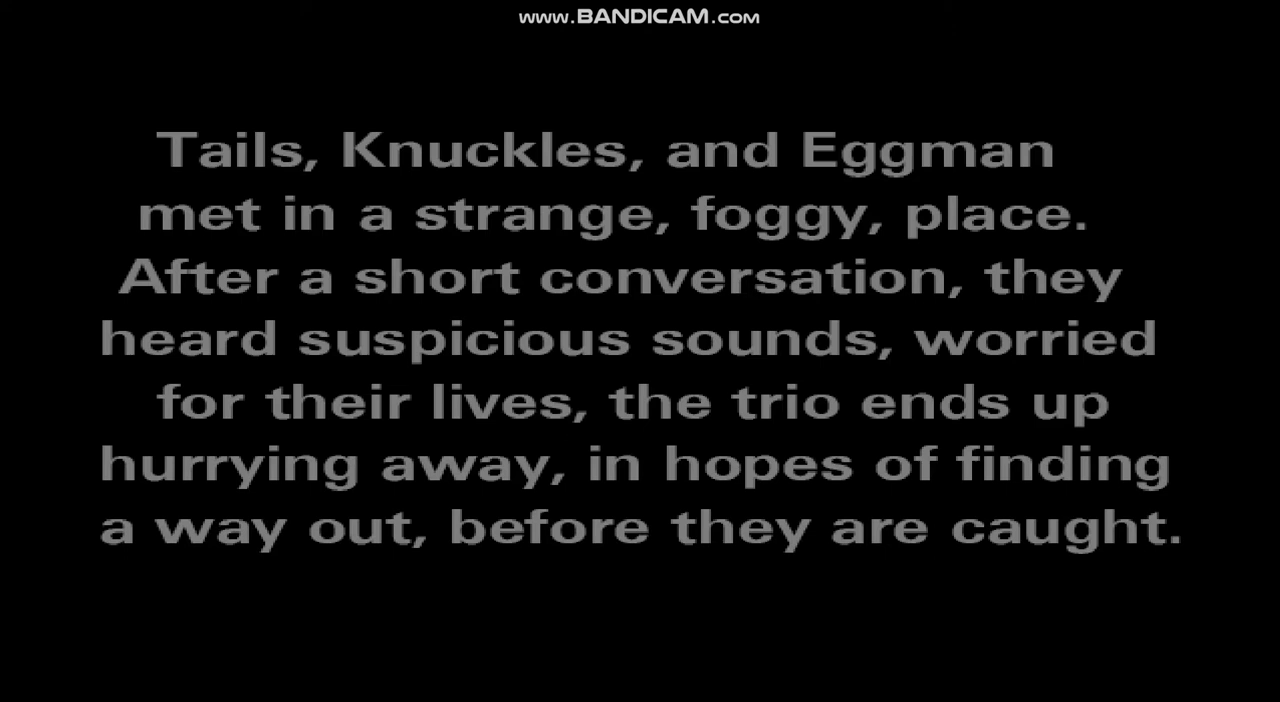 www.BANDICAM.com
Tails, Knuckles, and Eggman
met in a strange, foggy, place.
After a short conversation, they
heard suspicious sounds, worried
for their lives, the trio ends up
hurrying away, in hopes of finding
a way out, before they are caught.